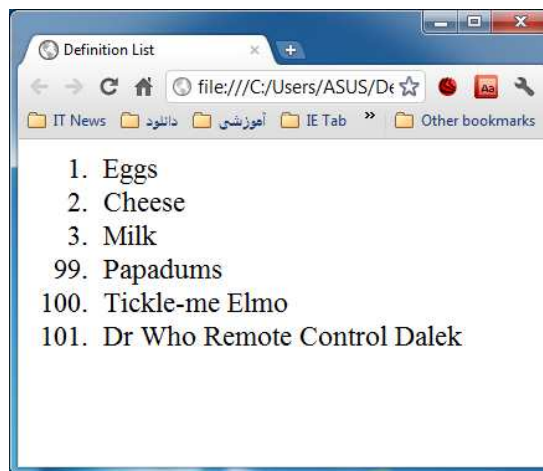 Definition List
file:///C:/Users/ASUS/De
Aa
IT News دانلود آموزشی IE Tab » Other bookmarks
1. Eggs
2. Cheese
3. Milk
99. Papadums
100. Tickle-me Elmo
101. Dr Who Remote Control Dalek